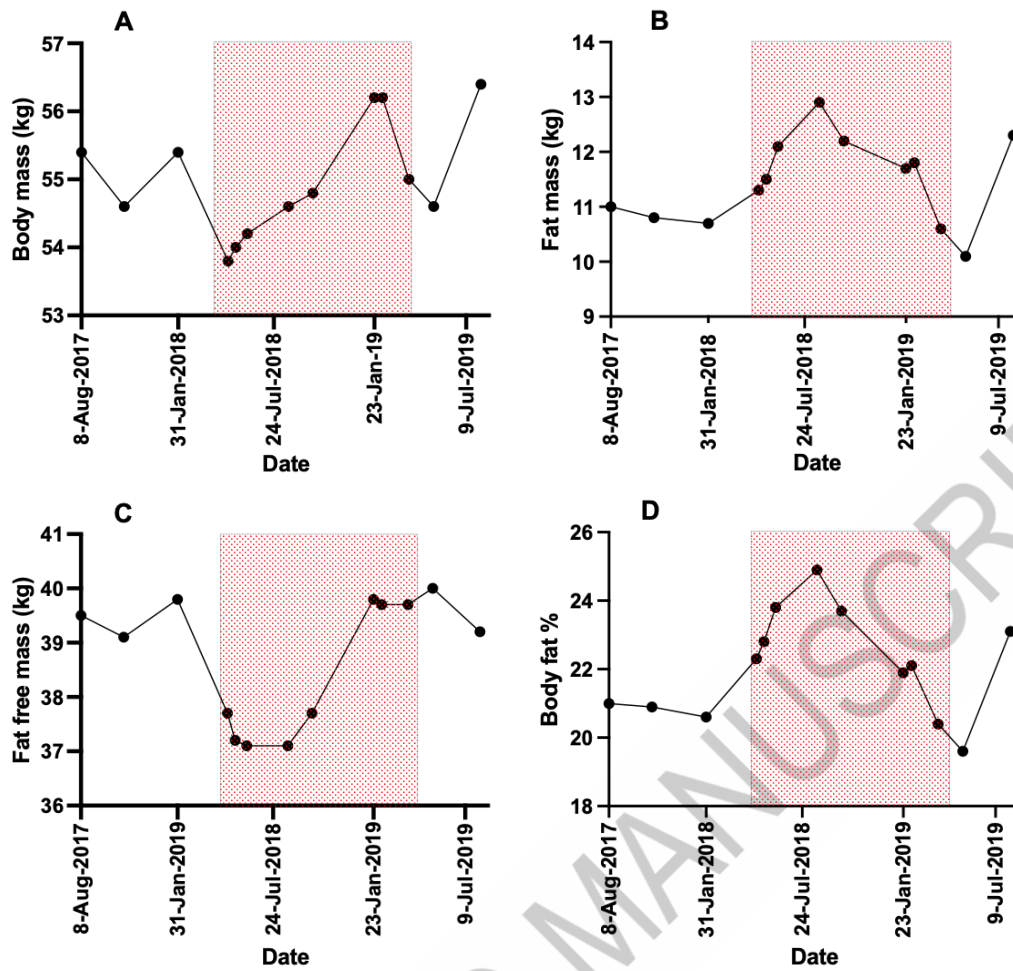 A
Body mass (kg)
57
56
55
54
53
8-Aug-2017
31-Jan-2018
24-Jul-2018
23-Jan-19
9-Jul-2019
Date
B
Fat mass (kg)
14
13
12
11
10
9
8-Aug-2017
31-Jan-2018
24-Jul-2018
23-Jan-2019
9-Jul-2019
Date
C
Fat free mass (kg)
41
40
39
38
37
36
8-Aug-2017
31-Jan-2019
24-Jul-2018
23-Jan-2019
9-Jul-2019
Date
D
Body fat %
26
24
22
20
18
8-Aug-2017
31-Jan-2018
24-Jul-2018
23-Jan-2019
9-Jul-2019
Date